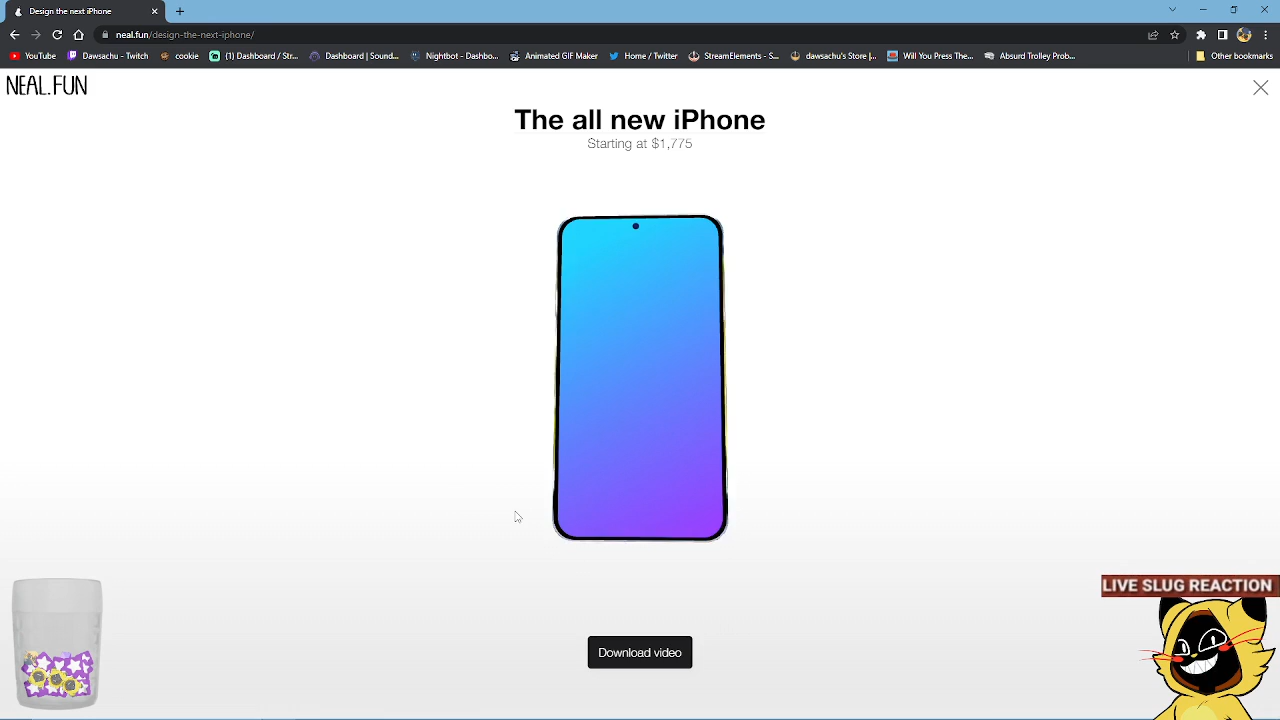 Design the next iPhone
neal.fun/design-the-next-iphone/
YouTube
Dawsachu - Twitch
cookie
(1) Dashboard / Str...
Dashboard | Sound...
Nightbot - Dashbo...
Animated GIF Maker
Home / Twitter
StreamElements - S...
dawsachu's Store |...
Will You Press The...
Absurd Trolley Prob...
Other bookmarks
NEAL.FUN
The all new iPhone
Starting at $1,775
LIVE SLUG REACTION
Download video